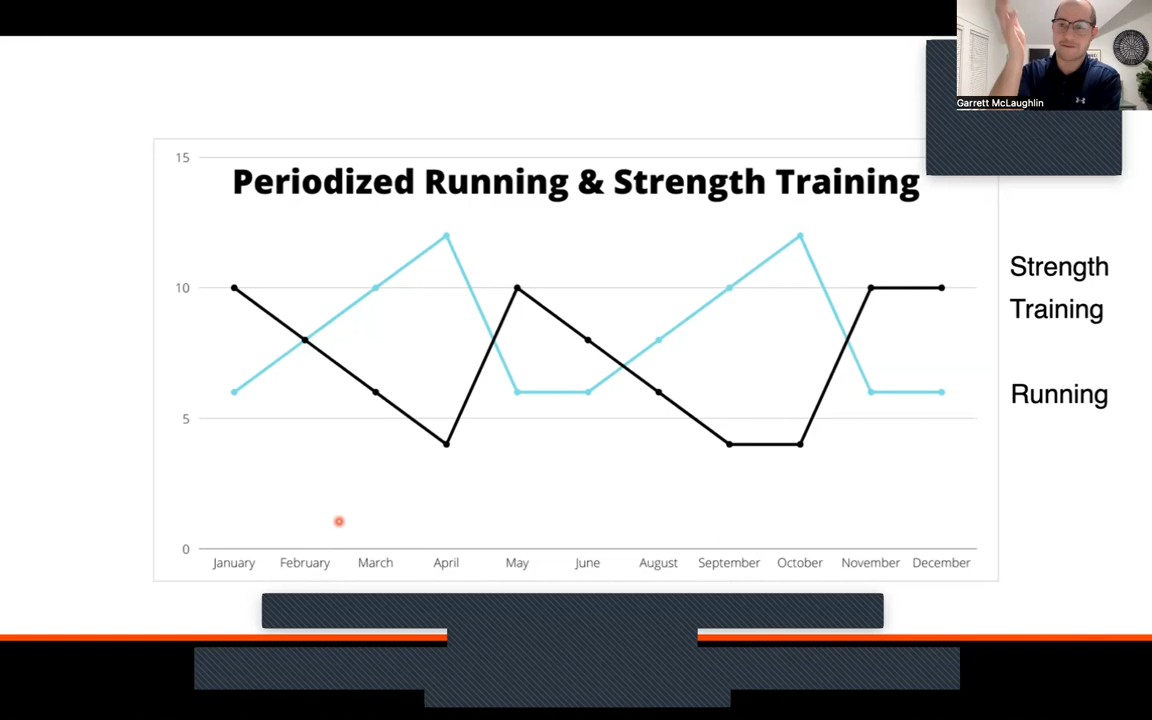 Garrett McLaughlin
15
Periodized Running & Strength Training
10
5
0
January February March April May June August September October November December
Strength
Training
Running